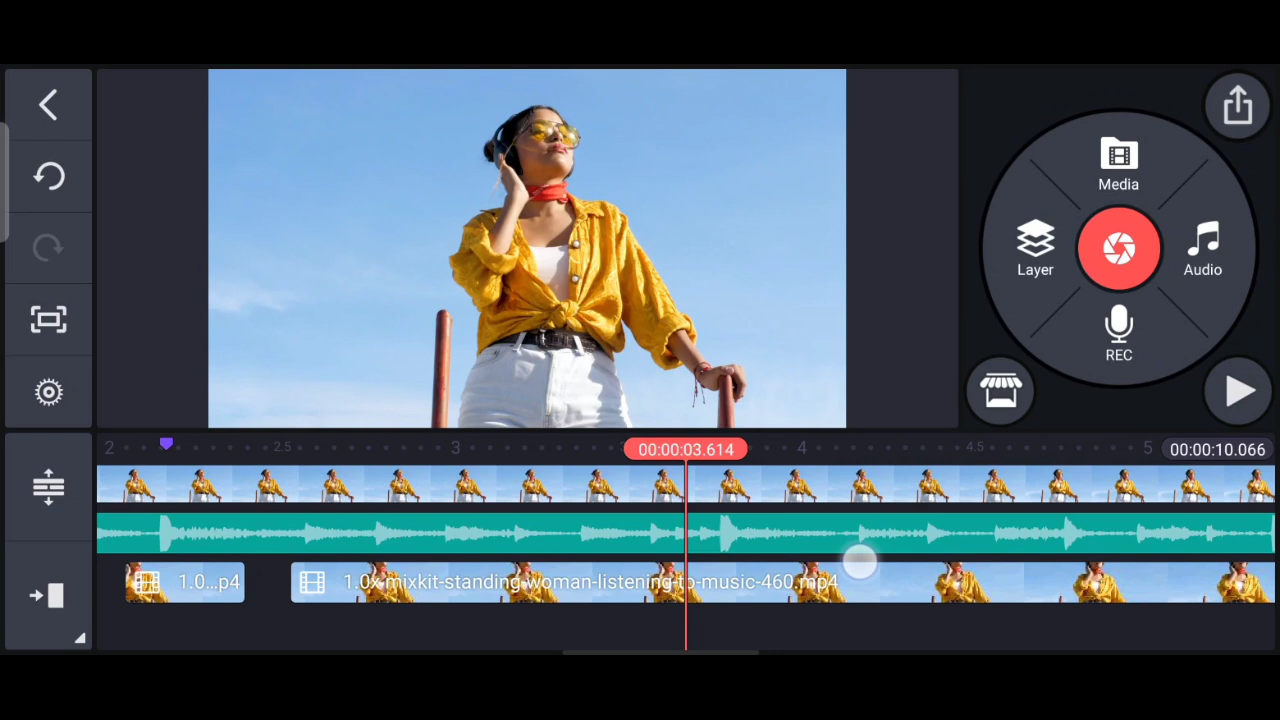 Media
Layer
Audio
REC
2
2.5
3
00:00:03.614
4
4.5
5
00:00:10.066
1.0...p4
1.0x-mixkit-standing-woman-listening-to-music-460.mp4